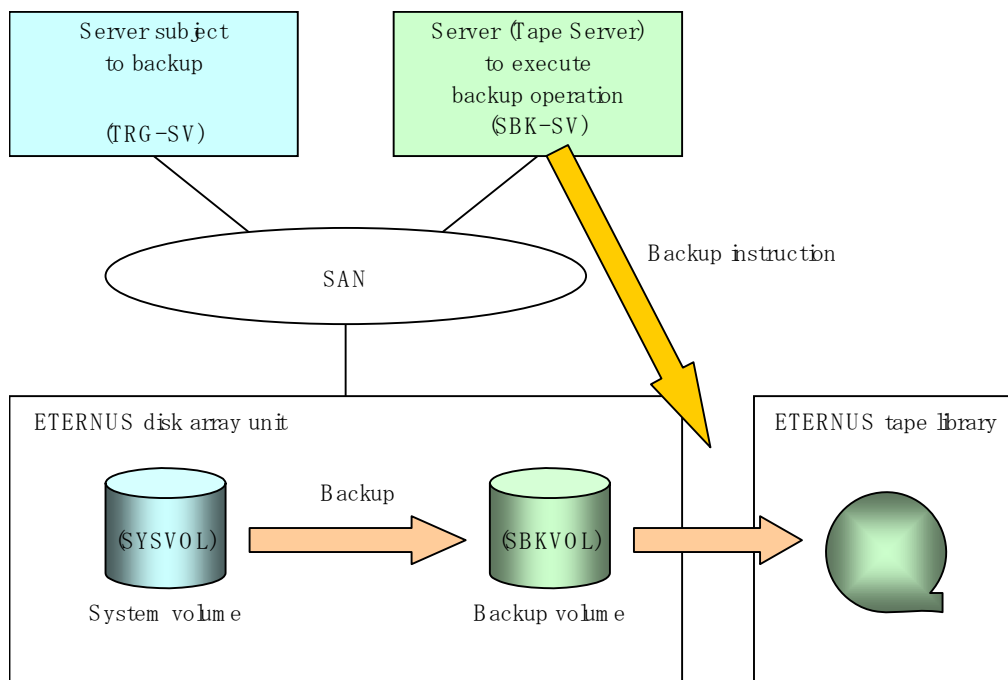 Server subject
to backup
(TRG-SV)
Server (Tape Server)
to execute
backup operation
(SBK-SV)
SAN
Backup instruction
ETERNUS disk array unit
ETERNUS tape library
Backup
(SYSVOL)
(SBKVOL)
System volume
Backup volume